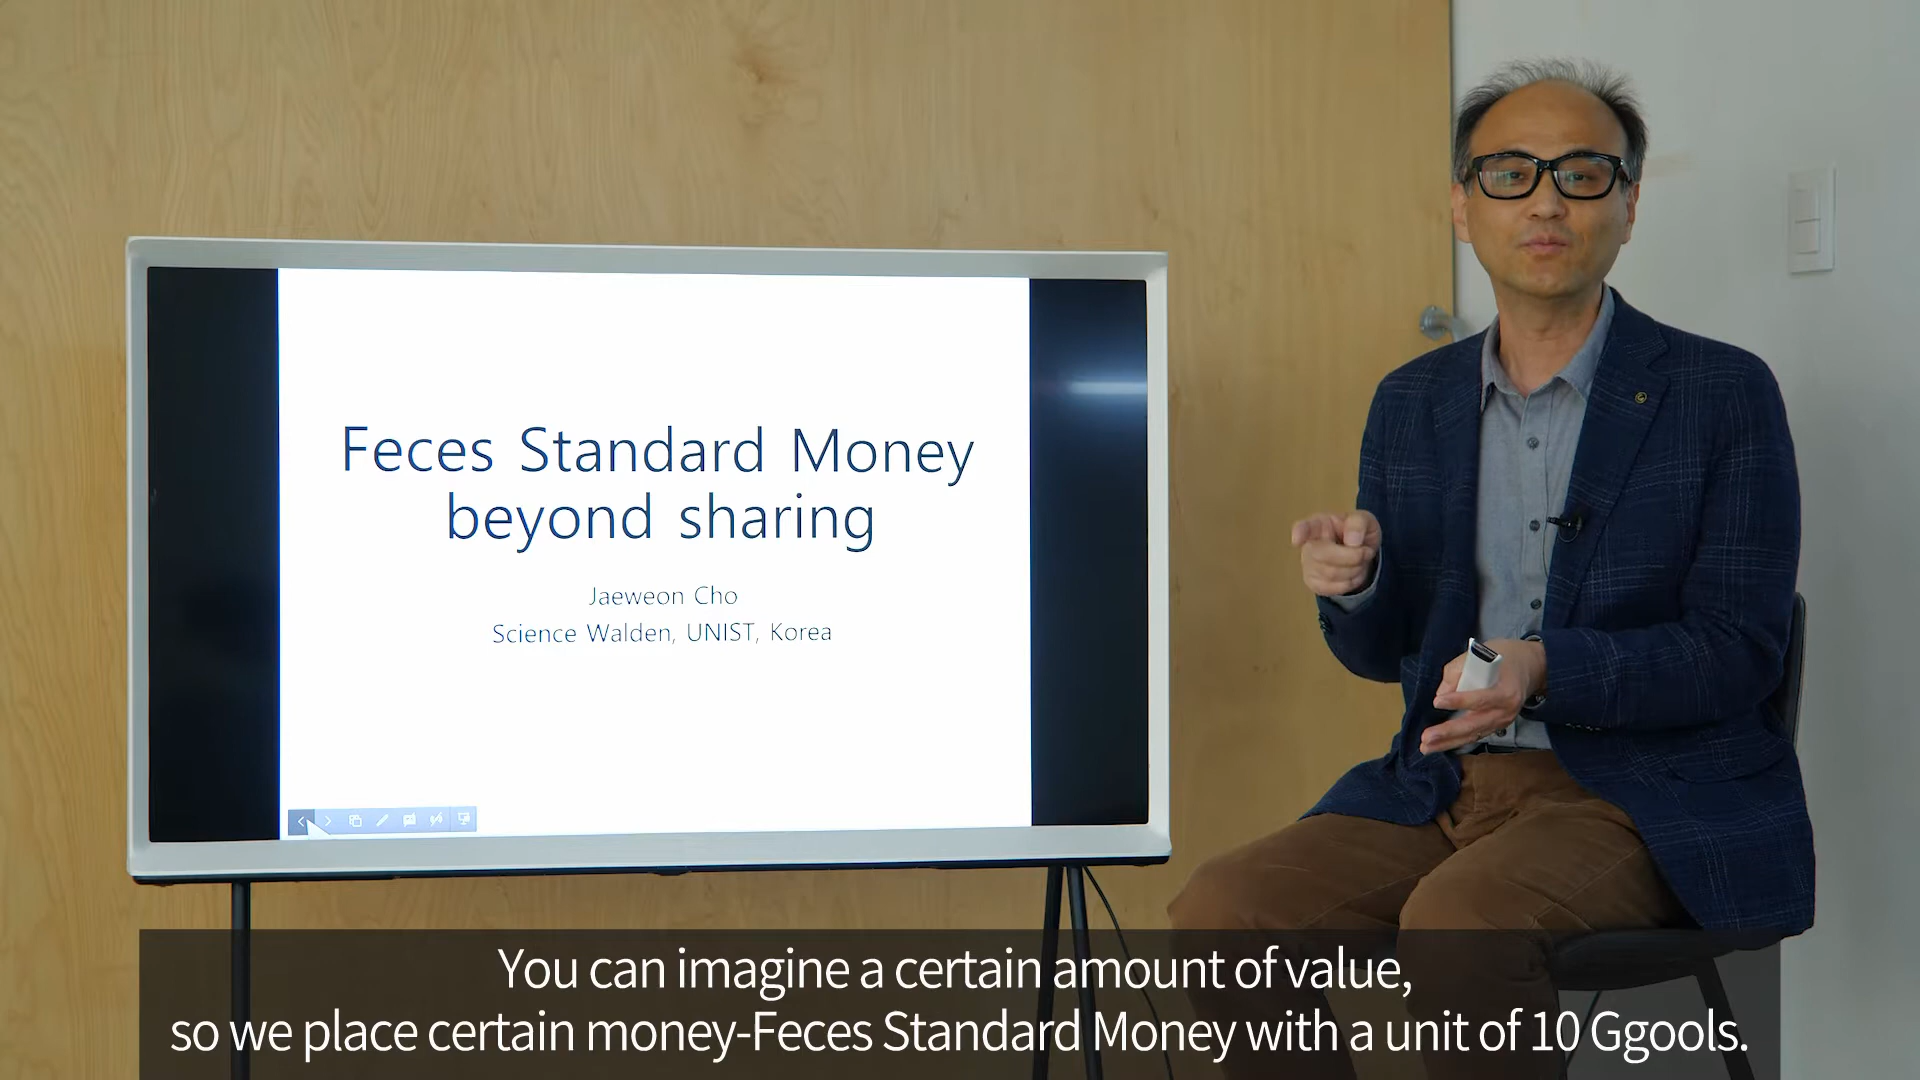 Feces Standard Money
beyond sharing
Jaeweon Cho
Science Walden, UNIST, Korea
You can imagine a certain amount of value,
so we place certain money-Feces Standard Money with a unit of 10 Ggools.